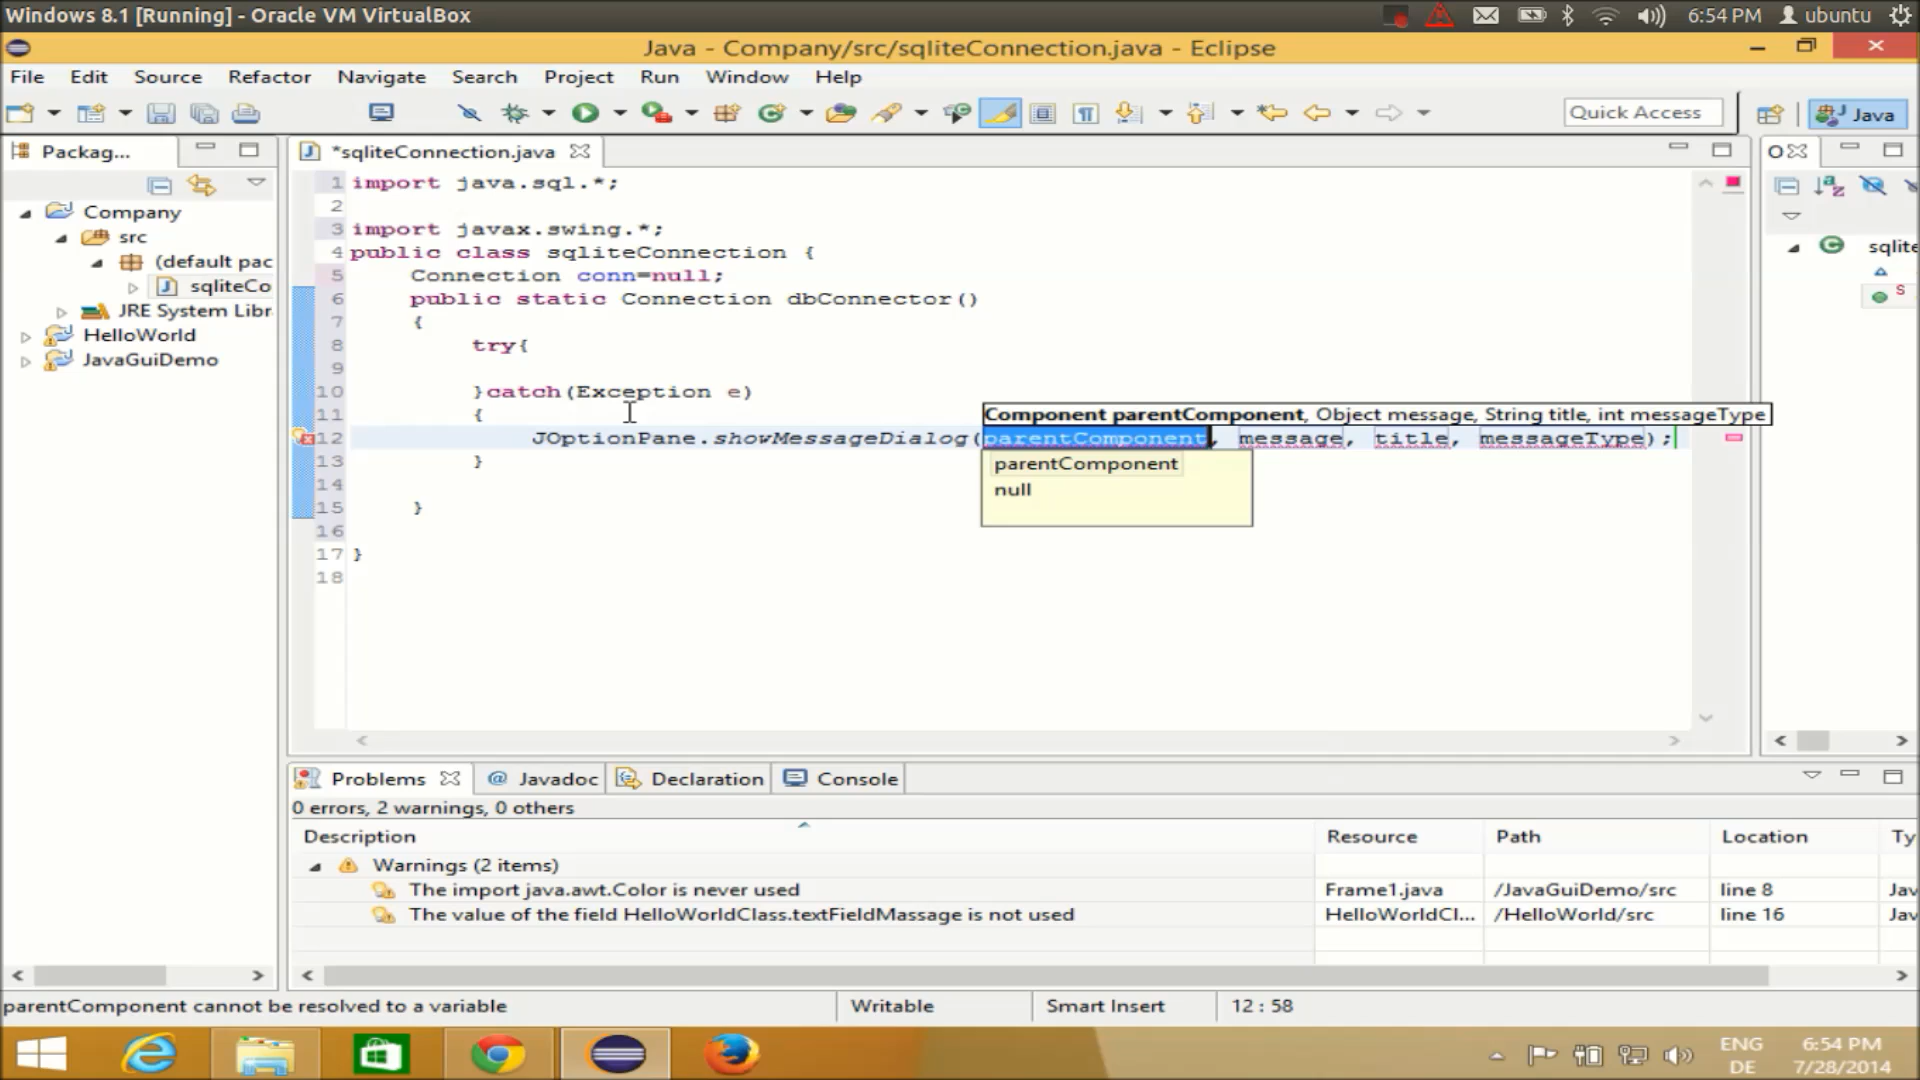 Windows 8.1 [Running] - Oracle VM VirtualBox
6:54 PM
ubuntu
Java - Company/src/sqliteConnection.java - Eclipse
File Edit Source Refactor Navigate Search Project Run Window Help
Quick Access
Java
Packag...
*sqliteConnection.java
Company
src
(default pac
sqliteCo
JRE System Libr
HelloWorld
JavaGuiDemo
1 import java.sql.*;
2
3 import javax.swing.*;
4 public class sqliteConnection {
5 Connection conn=null;
6 public static Connection dbConnector()
7 {
8 try{
9
10 }catch(Exception e)
11 {
Component parentComponent, Object message, String title, int messageType
12 JOptionPane.showMessageDialog(parentComponent, message, title, messageType);
13 }
14
15 }
16
17 }
18
parentComponent
null
sqlite
Problems
Javadoc
Declaration
Console
0 errors, 2 warnings, 0 others
Description Resource Path Location Ty
Warnings (2 items)
The import java.awt.Color is never used Frame1.java /JavaGuiDemo/src line 8 Jav
The value of the field HelloWorldClass.textFieldMassage is not used HelloWorldCl... /HelloWorld/src line 16 Jav
parentComponent cannot be resolved to a variable
Writable
Smart Insert
12 : 58
ENG
DE
6:54 PM
7/28/2014